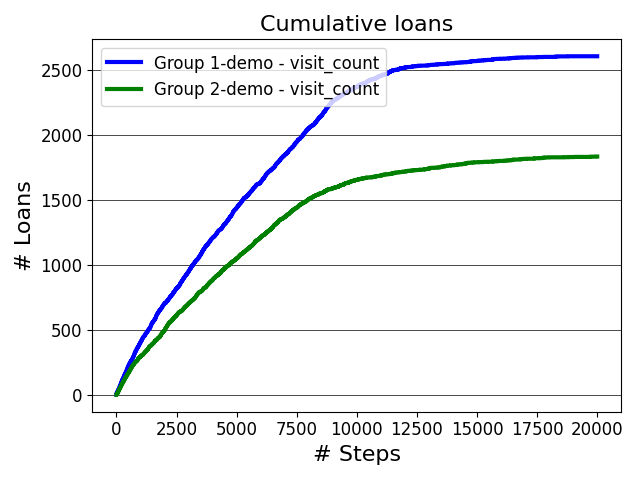 Cumulative loans
Group 1-demo - visit_count
Group 2-demo - visit_count
2500
2000
1500
1000
500
0
# Loans
0 2500 5000 7500 10000 12500 15000 17500 20000
# Steps